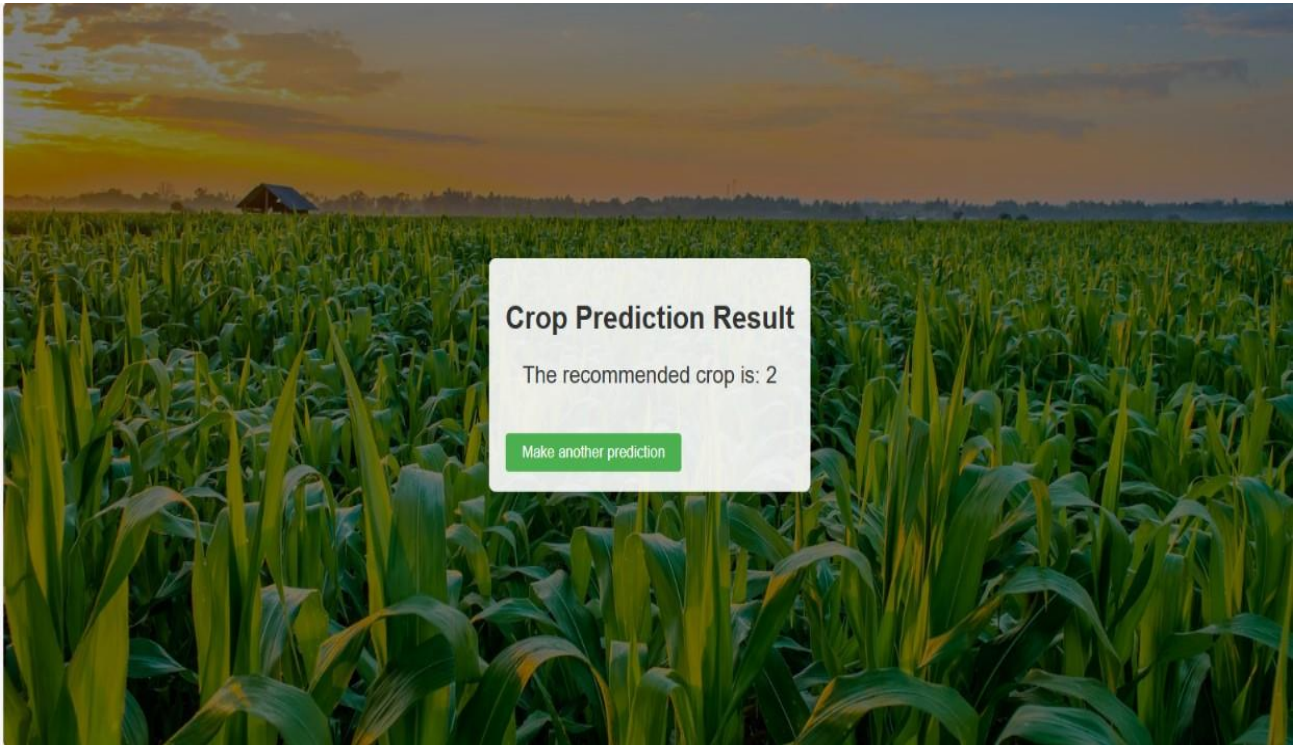 Crop Prediction Result
The recommended crop is: 2
Make another prediction